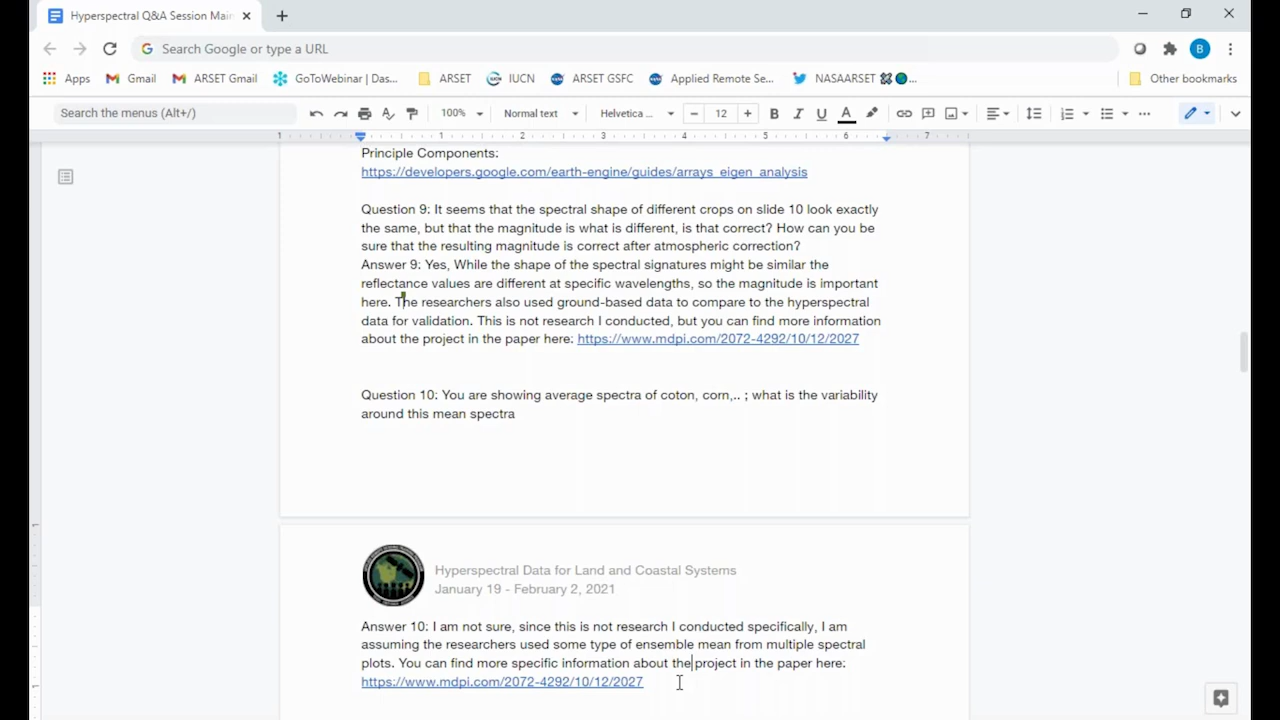 Hyperspectral Q&A Session Main
Search Google or type a URL
B
Apps
Gmail
ARSET Gmail
GoToWebinar | Das...
ARSET
IUCN
ARSET GSFC
Applied Remote Se...
NASAARSET
Other bookmarks
Search the menus (Alt+/)
100%
Normal text
Helvetica ...
12
1 1 2 3 4 5 6 7
Principle Components:
https://developers.google.com/earth-engine/guides/arrays_eigen_analysis
Question 9: It seems that the spectral shape of different crops on slide 10 look exactly
the same, but that the magnitude is what is different, is that correct? How can you be
sure that the resulting magnitude is correct after atmospheric correction?
Answer 9: Yes, While the shape of the spectral signatures might be similar the
reflectance values are different at specific wavelengths, so the magnitude is important
here. The researchers also used ground-based data to compare to the hyperspectral
data for validation. This is not research I conducted, but you can find more information
about the project in the paper here: https://www.mdpi.com/2072-4292/10/12/2027
Question 10: You are showing average spectra of coton, corn,.. ; what is the variability
around this mean spectra
Hyperspectral Data for Land and Coastal Systems
January 19 - February 2, 2021
Answer 10: I am not sure, since this is not research I conducted specifically, I am
assuming the researchers used some type of ensemble mean from multiple spectral
plots. You can find more specific information about the project in the paper here:
https://www.mdpi.com/2072-4292/10/12/2027